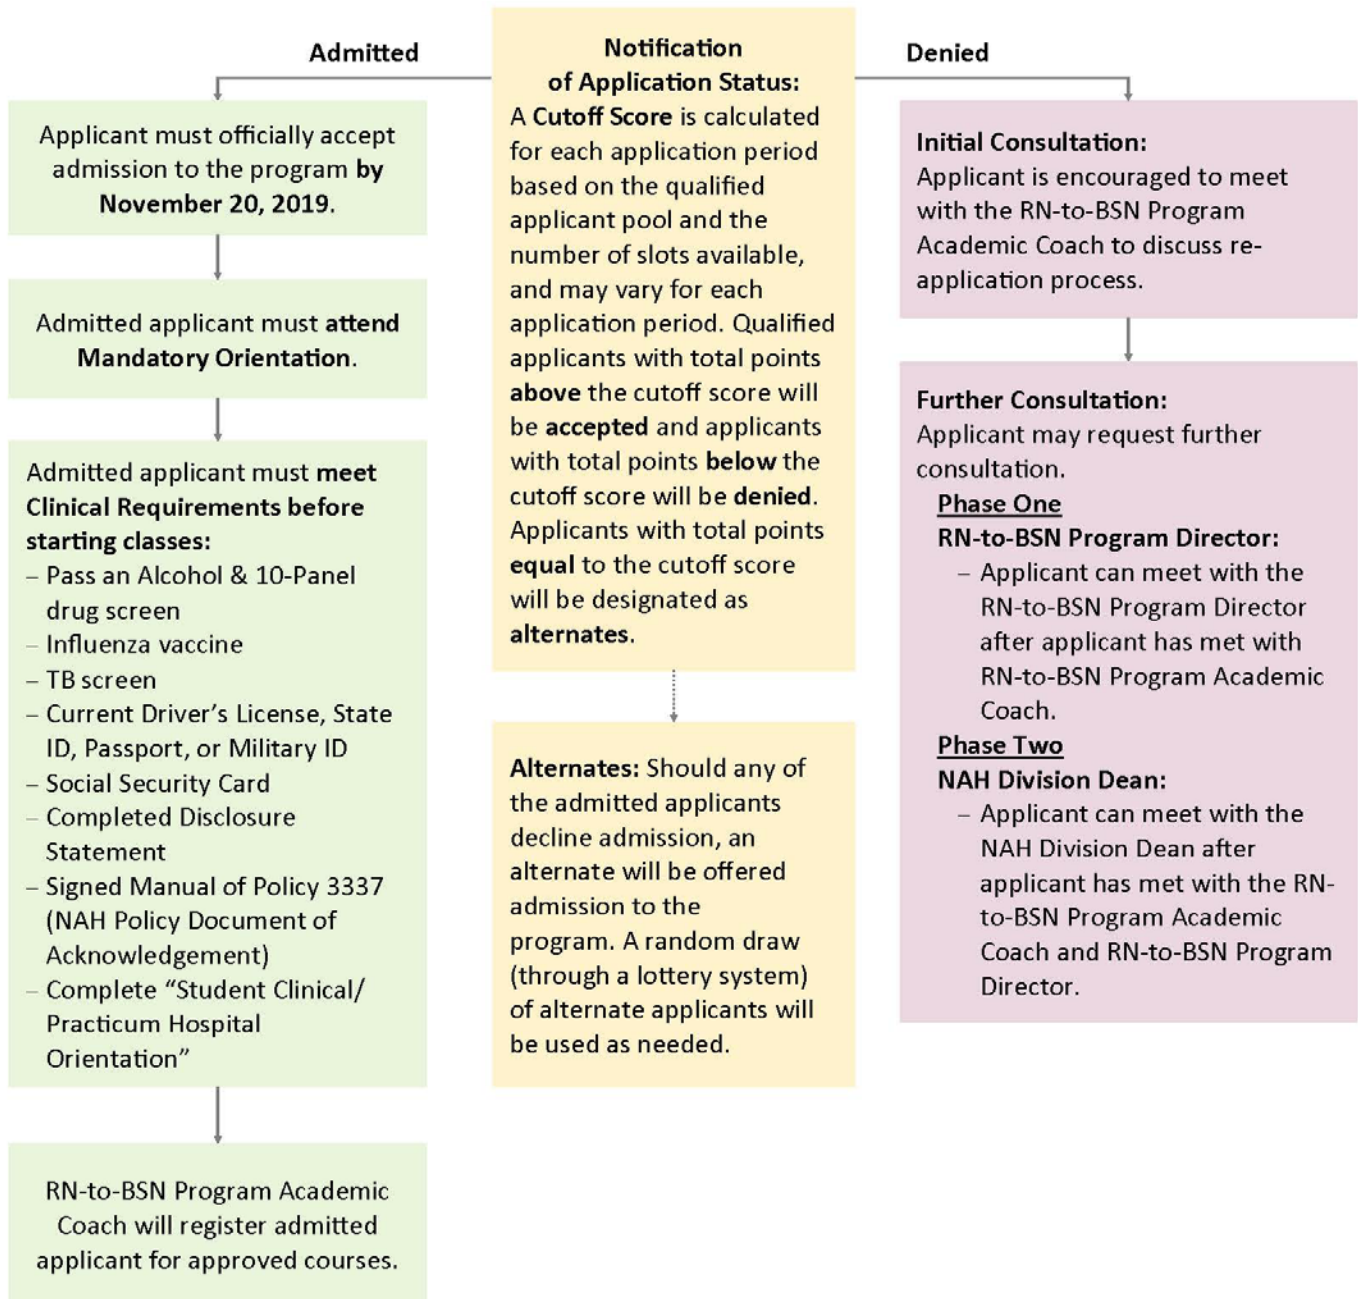 Admitted
Applicant must officially accept
admission to the program by
November 20, 2019.
Admitted applicant must attend
Mandatory Orientation.
Admitted applicant must meet
Clinical Requirements before
starting classes:
– Pass an Alcohol & 10-Panel
drug screen
– Influenza vaccine
– TB screen
– Current Driver’s License, State
ID, Passport, or Military ID
– Social Security Card
– Completed Disclosure
Statement
– Signed Manual of Policy 3337
(NAH Policy Document of
Acknowledgement)
– Complete “Student Clinical/
Practicum Hospital
Orientation”
RN-to-BSN Program Academic
Coach will register admitted
applicant for approved courses.
Notification
of Application Status:
A Cutoff Score is calculated
for each application period
based on the qualified
applicant pool and the
number of slots available,
and may vary for each
application period. Qualified
applicants with total points
above the cutoff score will
be accepted and applicants
with total points below the
cutoff score will be denied.
Applicants with total points
equal to the cutoff score
will be designated as
alternates.
Alternates: Should any of
the admitted applicants
decline admission, an
alternate will be offered
admission to the
program. A random draw
(through a lottery system)
of alternate applicants will
be used as needed.
Denied
Initial Consultation:
Applicant is encouraged to meet
with the RN-to-BSN Program
Academic Coach to discuss re-
application process.
Further Consultation:
Applicant may request further
consultation.
Phase One
RN-to-BSN Program Director:
– Applicant can meet with the
RN-to-BSN Program Director
after applicant has met with
RN-to-BSN Program Academic
Coach.
Phase Two
NAH Division Dean:
– Applicant can meet with the
NAH Division Dean after
applicant has met with the RN-
to-BSN Program Academic
Coach and RN-to-BSN Program
Director.